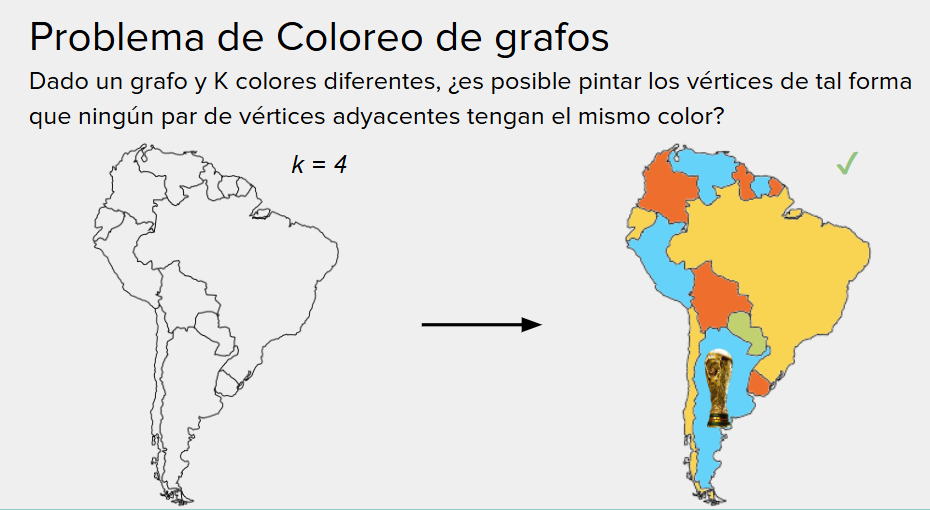 Problema de Coloreo de grafos
Dado un grafo y K colores diferentes, ¿es posible pintar los vértices de tal forma
que ningún par de vértices adyacentes tengan el mismo color?
k = 4